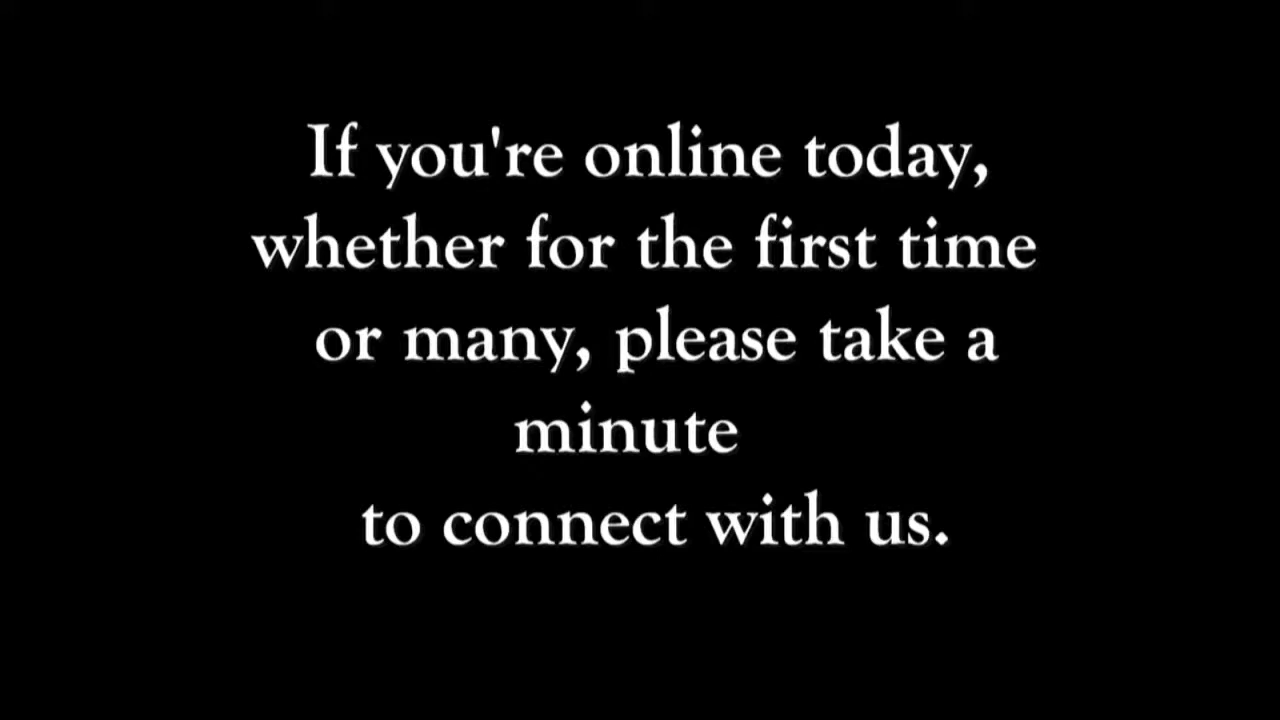 If you're online today,
whether for the first time
or many, please take a
minute
to connect with us.